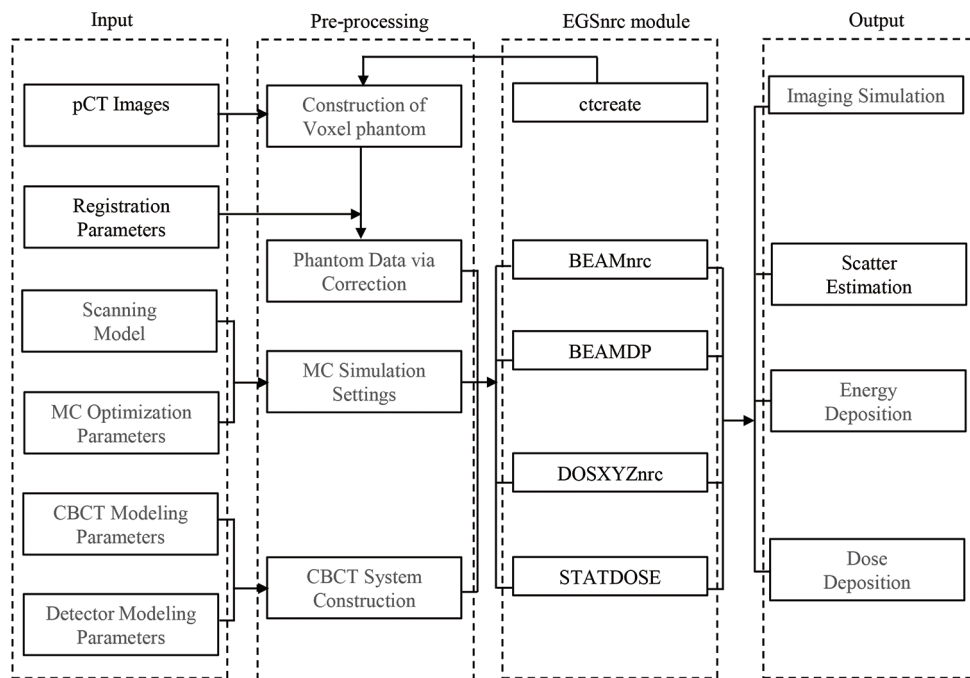 Input
Pre-processing
EGSnrc module
Output
pCT Images
Registration
Parameters
Scanning
Model
MC Optimization
Parameters
CBCT Modeling
Parameters
Detector Modeling
Parameters
Construction of
Voxel phantom
Phantom Data via
Correction
MC Simulation
Settings
CBCT System
Construction
ctcreate
BEAMnrc
BEAMDP
DOSXYZnrc
STATDOSE
Imaging Simulation
Scatter
Estimation
Energy
Deposition
Dose
Deposition